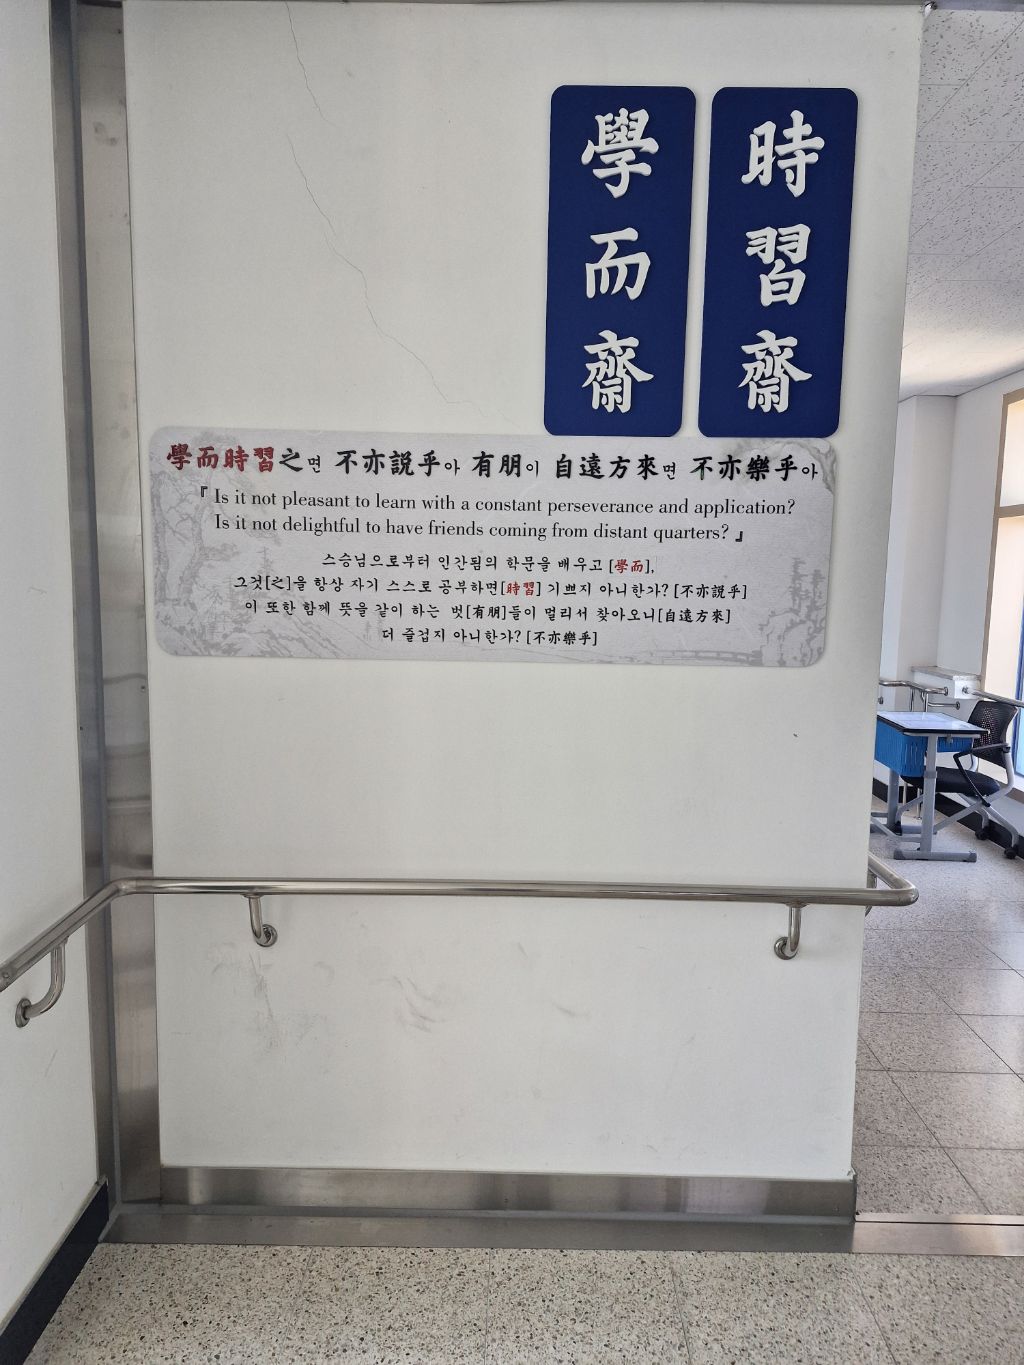 時習齋
學而齋
學而時習之면 不亦説乎아 有朋이 自遠方來면 不亦樂乎아
『 Is it not pleasant to learn with a constant perseverance and application?
Is it not delightful to have friends coming from distant quarters? 』
스승님으로부터 인간됨의 학문을 배우고 [學而],
그것[之]을 항상 자기 스스로 공부하면[時習] 기쁘지 아니한가? [不亦説乎]
이 또한 함께 뜻을 같이 하는 벗[有朋]들이 멀리서 찾아오니[自遠方來]
더 즐겁지 아니한가? [不亦樂乎]